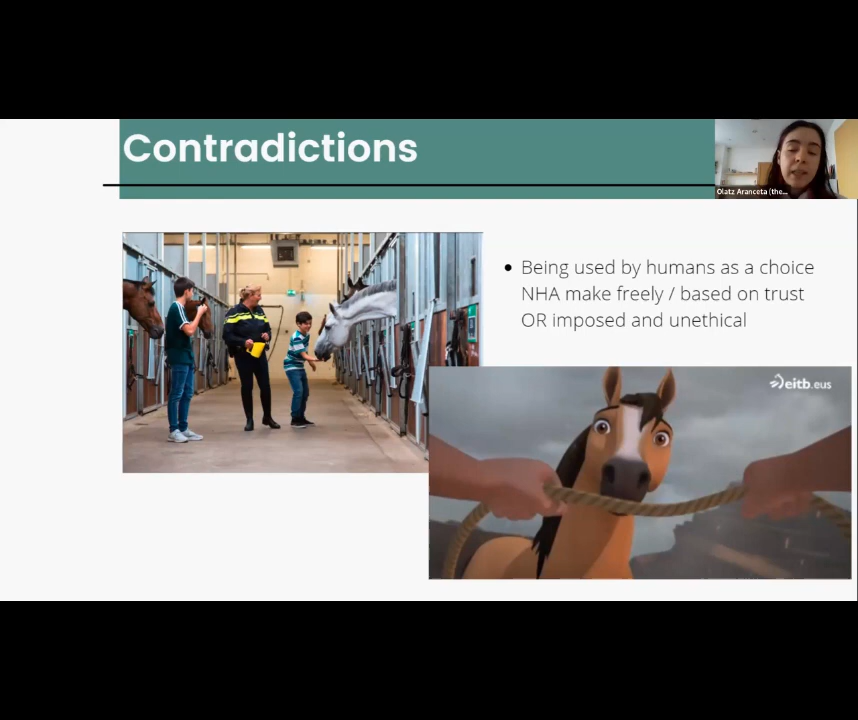 Contradictions
Olatz Aranceta (the...
Being used by humans as a choice
NHA make freely / based on trust
OR imposed and unethical
eitb.eus